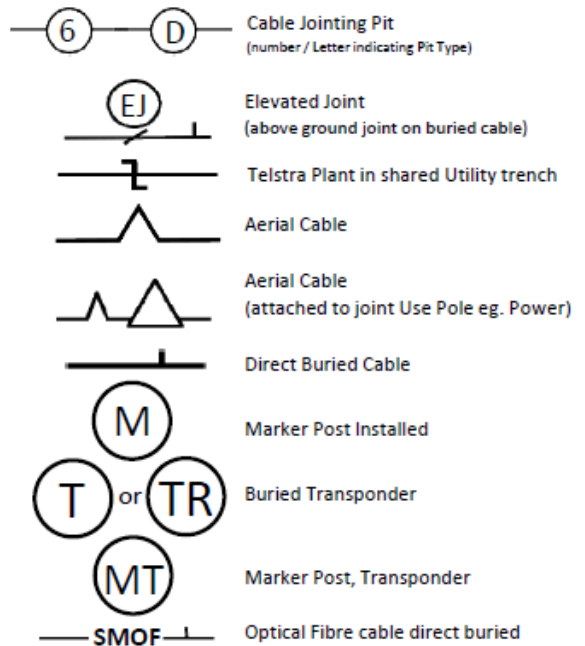 6 D Cable Jointing Pit
(number / Letter indicating Pit Type)
EJ Elevated Joint
(above ground joint on buried cable)
Telstra Plant in shared Utility trench
Aerial Cable
Aerial Cable
(attached to joint Use Pole eg. Power)
Direct Buried Cable
M Marker Post Installed
T or TR Buried Transponder
MT Marker Post, Transponder
SMOF Optical Fibre cable direct buried